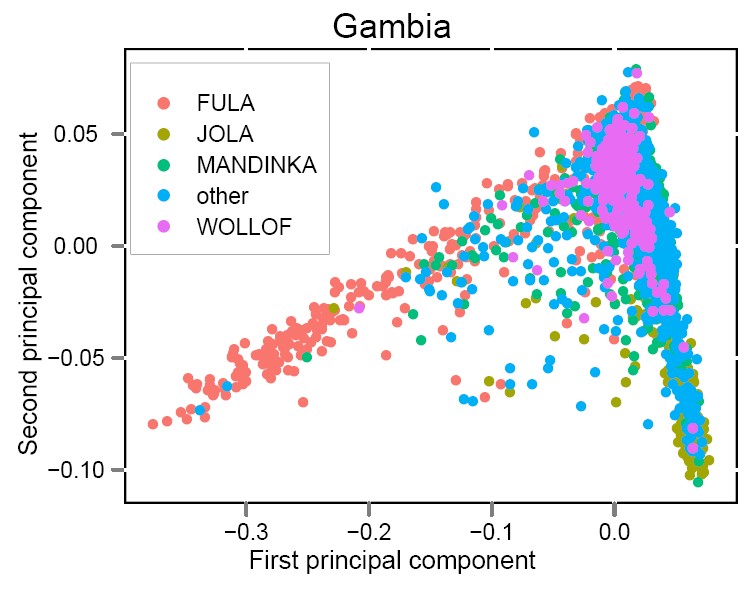 Gambia
FULA
JOLA
MANDINKA
other
WOLLOF
Second principal component
0.05
0.00
−0.05
−0.10
−0.3
−0.2
−0.1
0.0
First principal component